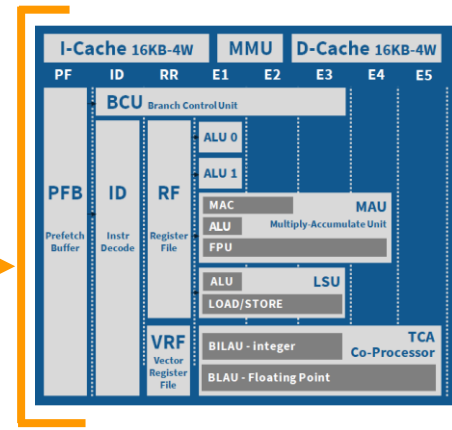 I-Cache 16KB-4W
MMU
D-Cache 16KB-4W
PF ID RR E1 E2 E3 E4 E5
BCU Branch Control Unit
ALU 0
ALU 1
PFB
Prefetch
Buffer
ID
Instr
Decode
RF
Register
File
MAC
MAU
ALU
Multiply-Accumulate Unit
FPU
ALU
LSU
LOAD/STORE
VRF
Vector
Register
File
TCA
Co-Processor
BILAU - integer
BLAU - Floating Point